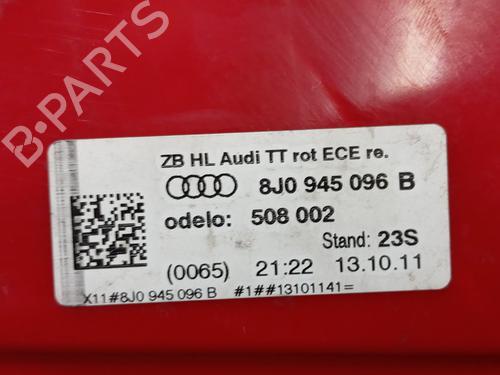 ZB HL Audi TT rot ECE re.
8J0 945 096 B
odelo: 508 002
Stand: 23S
(0065) 21:22 13.10.11
X11#8J0 945 096 B #1##13101141=
B-PARTS